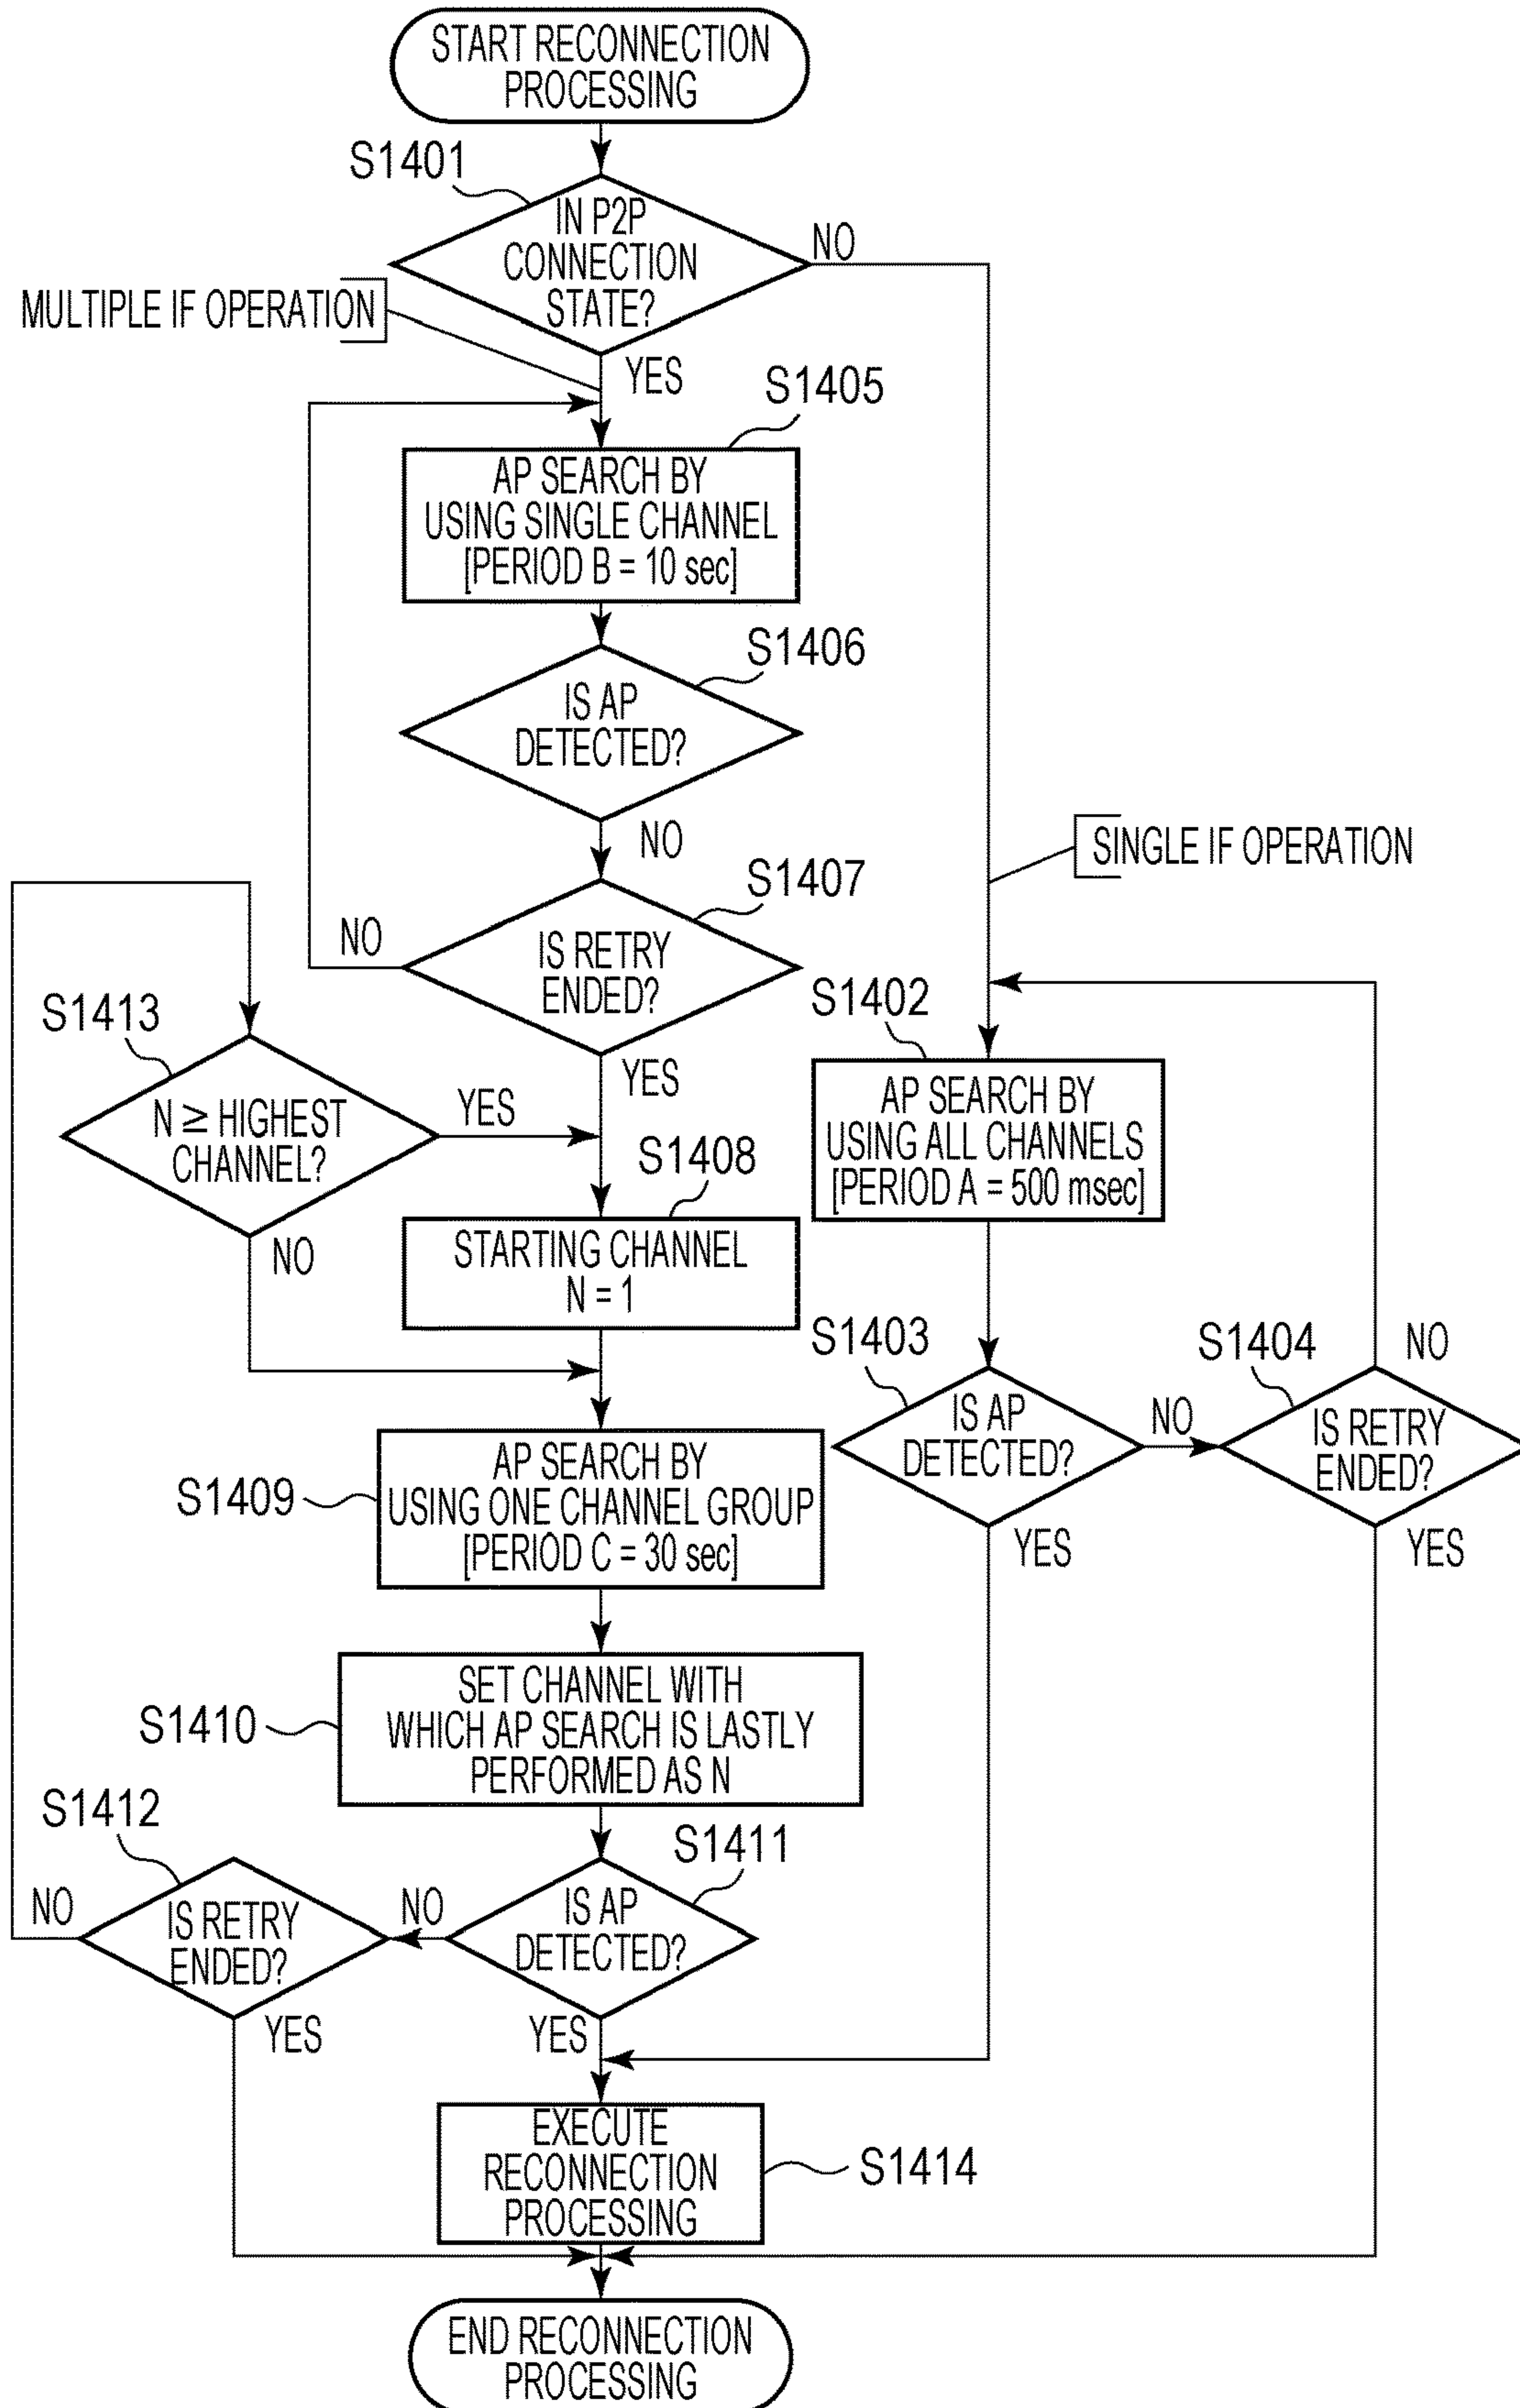 START RECONNECTION
PROCESSING
S1401
IN P2P
CONNECTION
STATE?
NO
MULTIPLE IF OPERATION
YES
S1405
AP SEARCH BY
USING SINGLE CHANNEL
[PERIOD B = 10 sec]
S1406
IS AP
DETECTED?
NO
SINGLE IF OPERATION
S1407
IS RETRY
ENDED?
NO
YES
S1413
N ≥ HIGHEST
CHANNEL?
YES
NO
S1402
AP SEARCH BY
USING ALL CHANNELS
[PERIOD A = 500 msec]
S1408
STARTING CHANNEL
N = 1
S1403
IS AP
DETECTED?
NO
YES
S1404
IS RETRY
ENDED?
NO
YES
S1409
AP SEARCH BY
USING ONE CHANNEL GROUP
[PERIOD C = 30 sec]
S1410
SET CHANNEL WITH
WHICH AP SEARCH IS LASTLY
PERFORMED AS N
S1412
IS RETRY
ENDED?
NO
YES
S1411
IS AP
DETECTED?
NO
YES
EXECUTE
RECONNECTION
PROCESSING
S1414
END RECONNECTION
PROCESSING